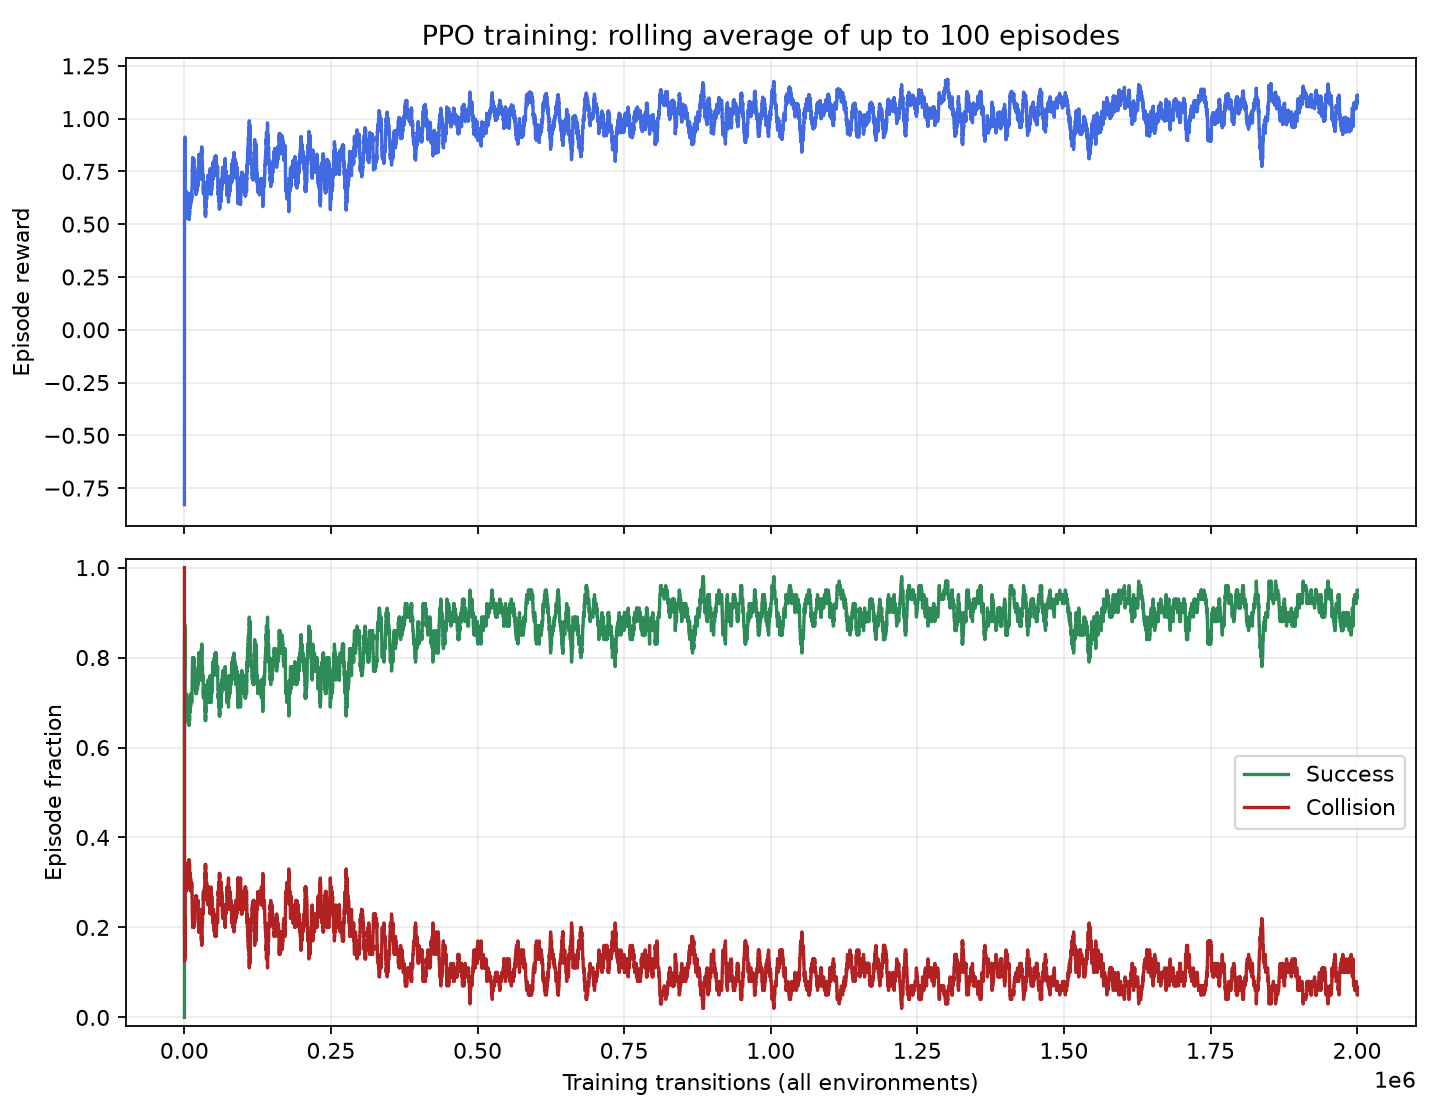 PPO training: rolling average of up to 100 episodes
1.25
1.00
0.75
0.50
0.25
0.00
−0.25
−0.50
−0.75
Episode reward
1.0
0.8
0.6
0.4
0.2
0.0
Episode fraction
Success
Collision
0.00 0.25 0.50 0.75 1.00 1.25 1.50 1.75 2.00
1e6
Training transitions (all environments)